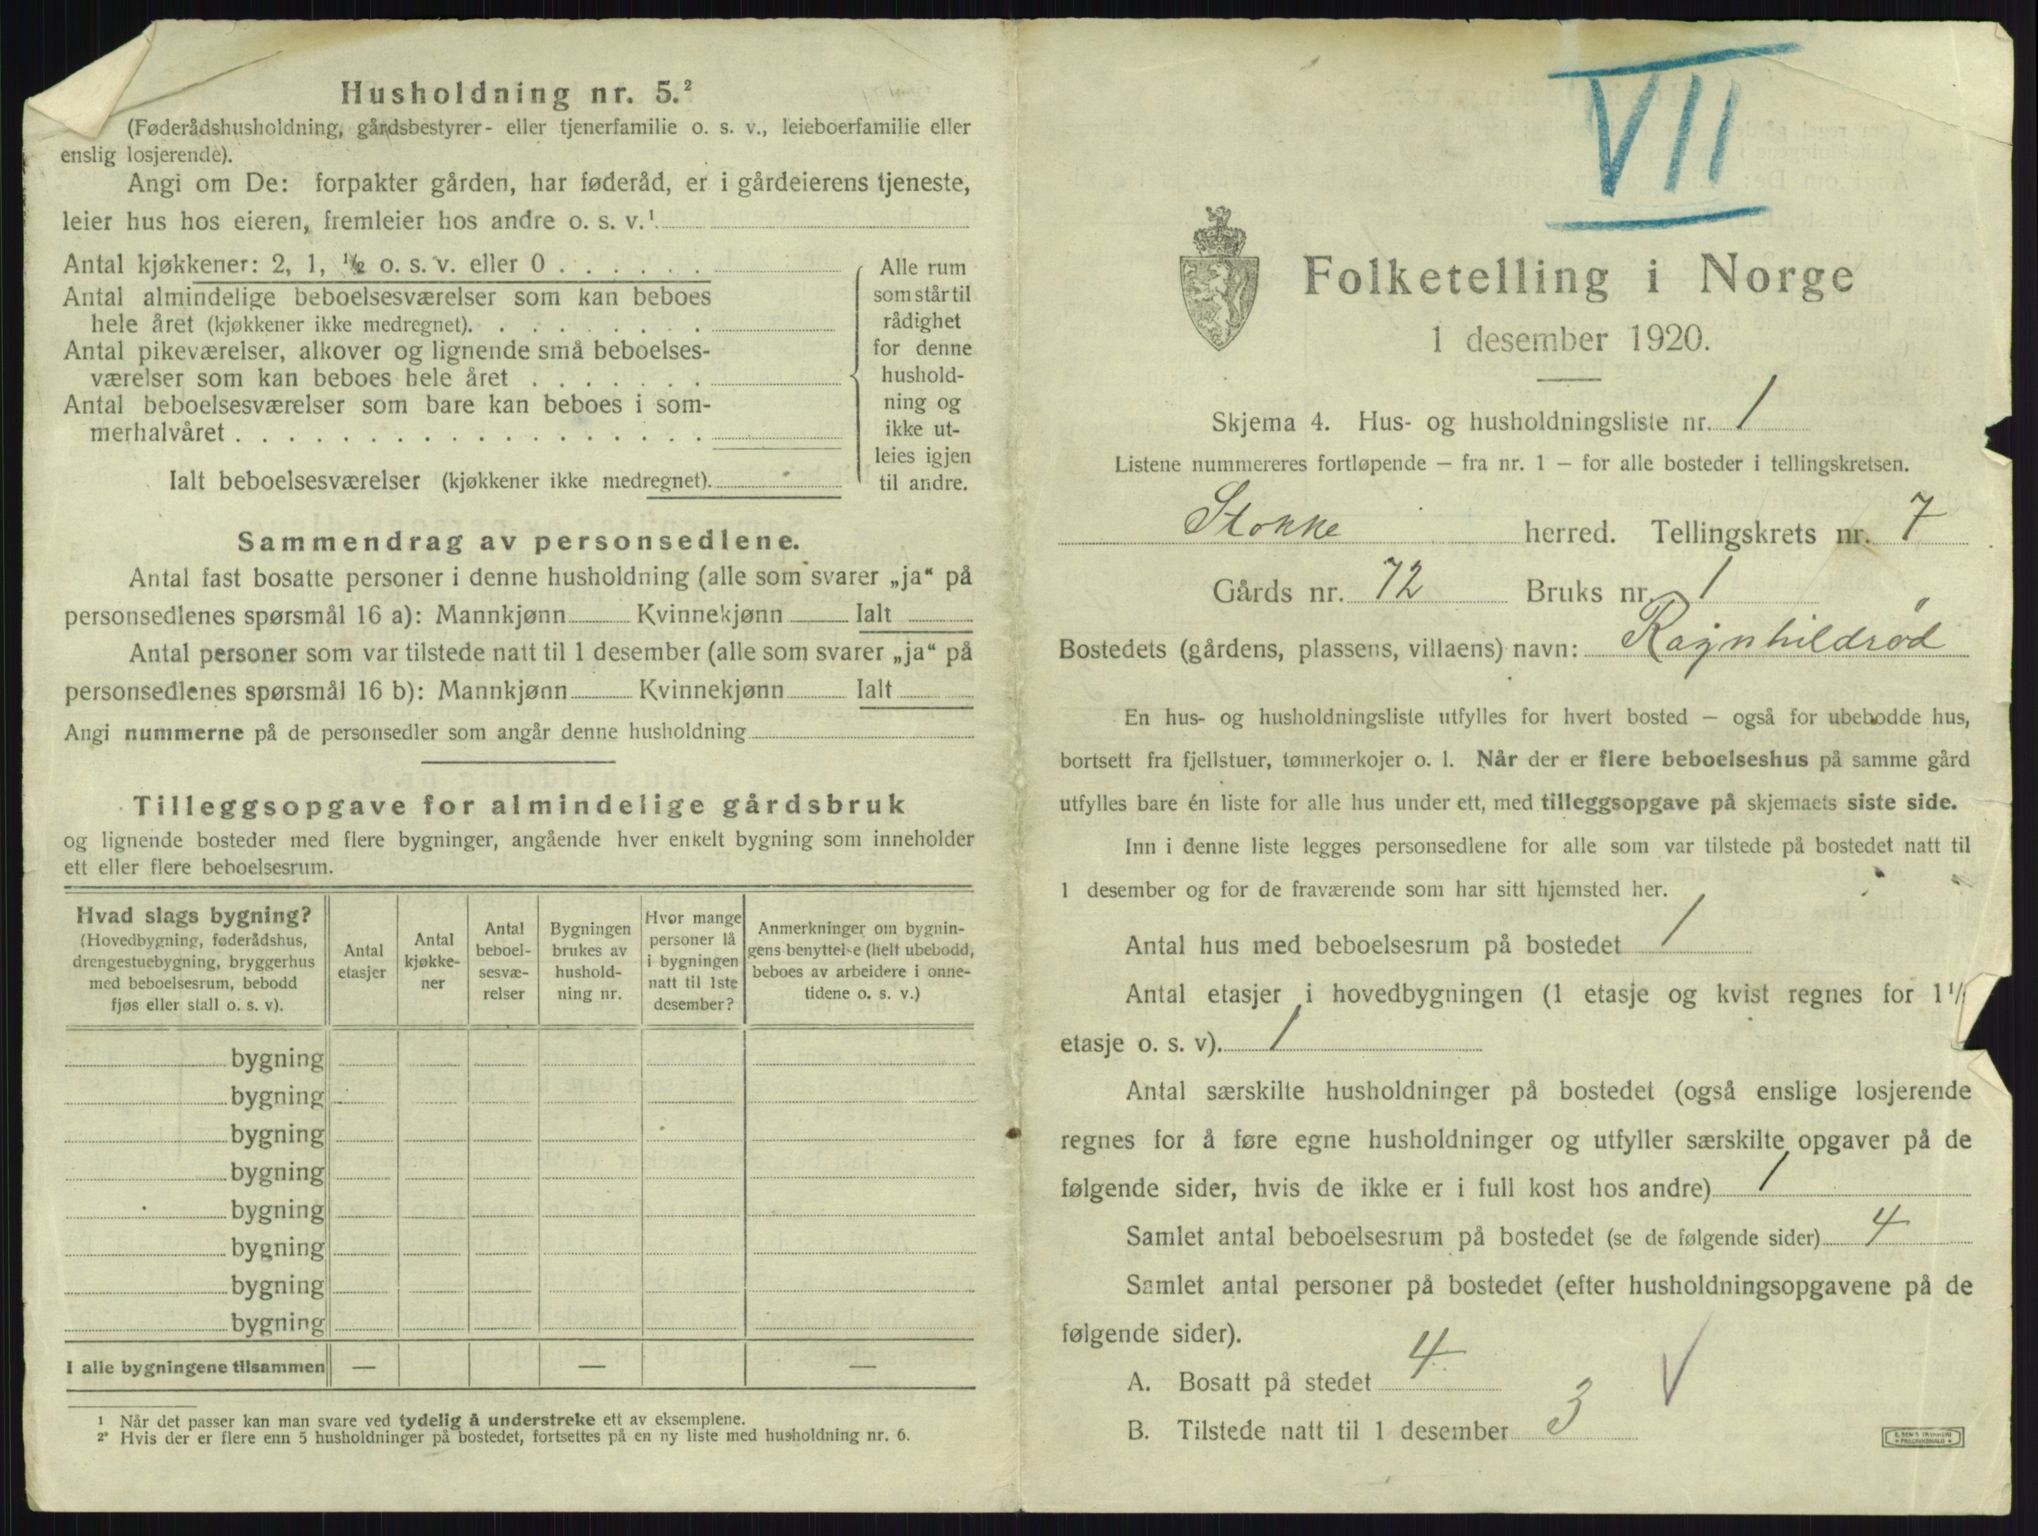 Husholdning nr. 5.²
(Føderådshusholdning, gårdsbestyrer- eller tjenerfamilie o. s. v., leieboerfamilie eller
enslig losjerende).
Angi om De: forpakter gården, har føderåd, er i gårdeierens tjeneste,
leier hus hos eieren, fremleier hos andre o. s. v.¹
Antal kjøkkener: 2, 1, ½ o. s. v. eller 0 . . . . . .
Antal almindelige beboelsesværelser som kan beboes
hele året (kjøkkener ikke medregnet). . . . . . . . .
Antal pikeværelser, alkover og lignende små beboelses-
værelser som kan beboes hele året . . . . . . .
Antal beboelsesværelser som bare kan beboes i som-
merhalvåret . . . . . . . . . . . . . . . . . .
Ialt beboelsesværelser (kjøkkener ikke medregnet).
Alle rum
som står til
rådighet
for denne
hushold-
ning og
ikke ut-
leies igjen
til andre.
Sammendrag av personsedlene.
Antal fast bosatte personer i denne husholdning (alle som svarer „ja“ på
personsedlenes spørsmål 16 a): Mannkjønn Kvinnekjønn Ialt
Antal personer som var tilstede natt til 1 desember (alle som svarer „ja“ på
personsedlenes spørsmål 16 b): Mannkjønn Kvinnekjønn Ialt
Angi nummerne på de personsedler som angår denne husholdning
Tilleggsopgave for almindelige gårdsbruk
og lignende bosteder med flere bygninger, angående hver enkelt bygning som inneholder
ett eller flere beboelsesrum.
Hvad slags bygning?
(Hovedbygning, føderådshus,
drengestuebygning, bryggerhus
med beboelsesrum, bebodd
fjøs eller stall o. s. v).
Antal
etasjer
Antal
kjøkke-
ner
Antal
beboel-
sesvæ-
relser
Bygningen
brukes av
hushold-
ning nr.
Hvor mange
personer lå
i bygningen
natt til 1ste
desember?
Anmerkninger om bygnin-
gens benyttelse (helt ubebodd,
beboes av arbeidere i onne-
tidene o. s. v.)
bygning
bygning
bygning
bygning
bygning
bygning
bygning
bygning
I alle bygningene tilsammen — — —
¹ Når det passer kan man svare ved tydelig å understreke ett av eksemplene.
² Hvis der er flere enn 5 husholdninger på bostedet, fortsettes på en ny liste med husholdning nr. 6.
VII
Folketelling i Norge
1 desember 1920.
Skjema 4. Hus- og husholdningsliste nr. 1
Listene nummereres fortløpende — fra nr. 1 — for alle bosteder i tellingskretsen.
Stokke herred. Tellingskrets nr. 7
Gårds nr. 72 Bruks nr. 1
Bostedets (gårdens, plassens, villaens) navn: Ragnhildrød
En hus- og husholdningsliste utfylles for hvert bosted — også for ubebodde hus,
bortsett fra fjellstuer, tømmerkojer o. l. Når der er flere beboelseshus på samme gård
utfylles bare én liste for alle hus under ett, med tilleggsopgave på skjemaets siste side.
Inn i denne liste legges personsedlene for alle som var tilstede på bostedet natt til
1 desember og for de fraværende som har sitt hjemsted her.
Antal hus med beboelsesrum på bostedet 1
Antal etasjer i hovedbygningen (1 etasje og kvist regnes for 1½
etasje o. s. v). 1
Antal særskilte husholdninger på bostedet (også enslige losjerende
regnes for å føre egne husholdninger og utfyller særskilte opgaver på de
følgende sider, hvis de ikke er i full kost hos andre) 1
Samlet antal beboelsesrum på bostedet (se de følgende sider) 4
Samlet antal personer på bostedet (efter husholdningsopgavene på de
følgende sider).
A. Bosatt på stedet 4
B. Tilstede natt til 1 desember 3